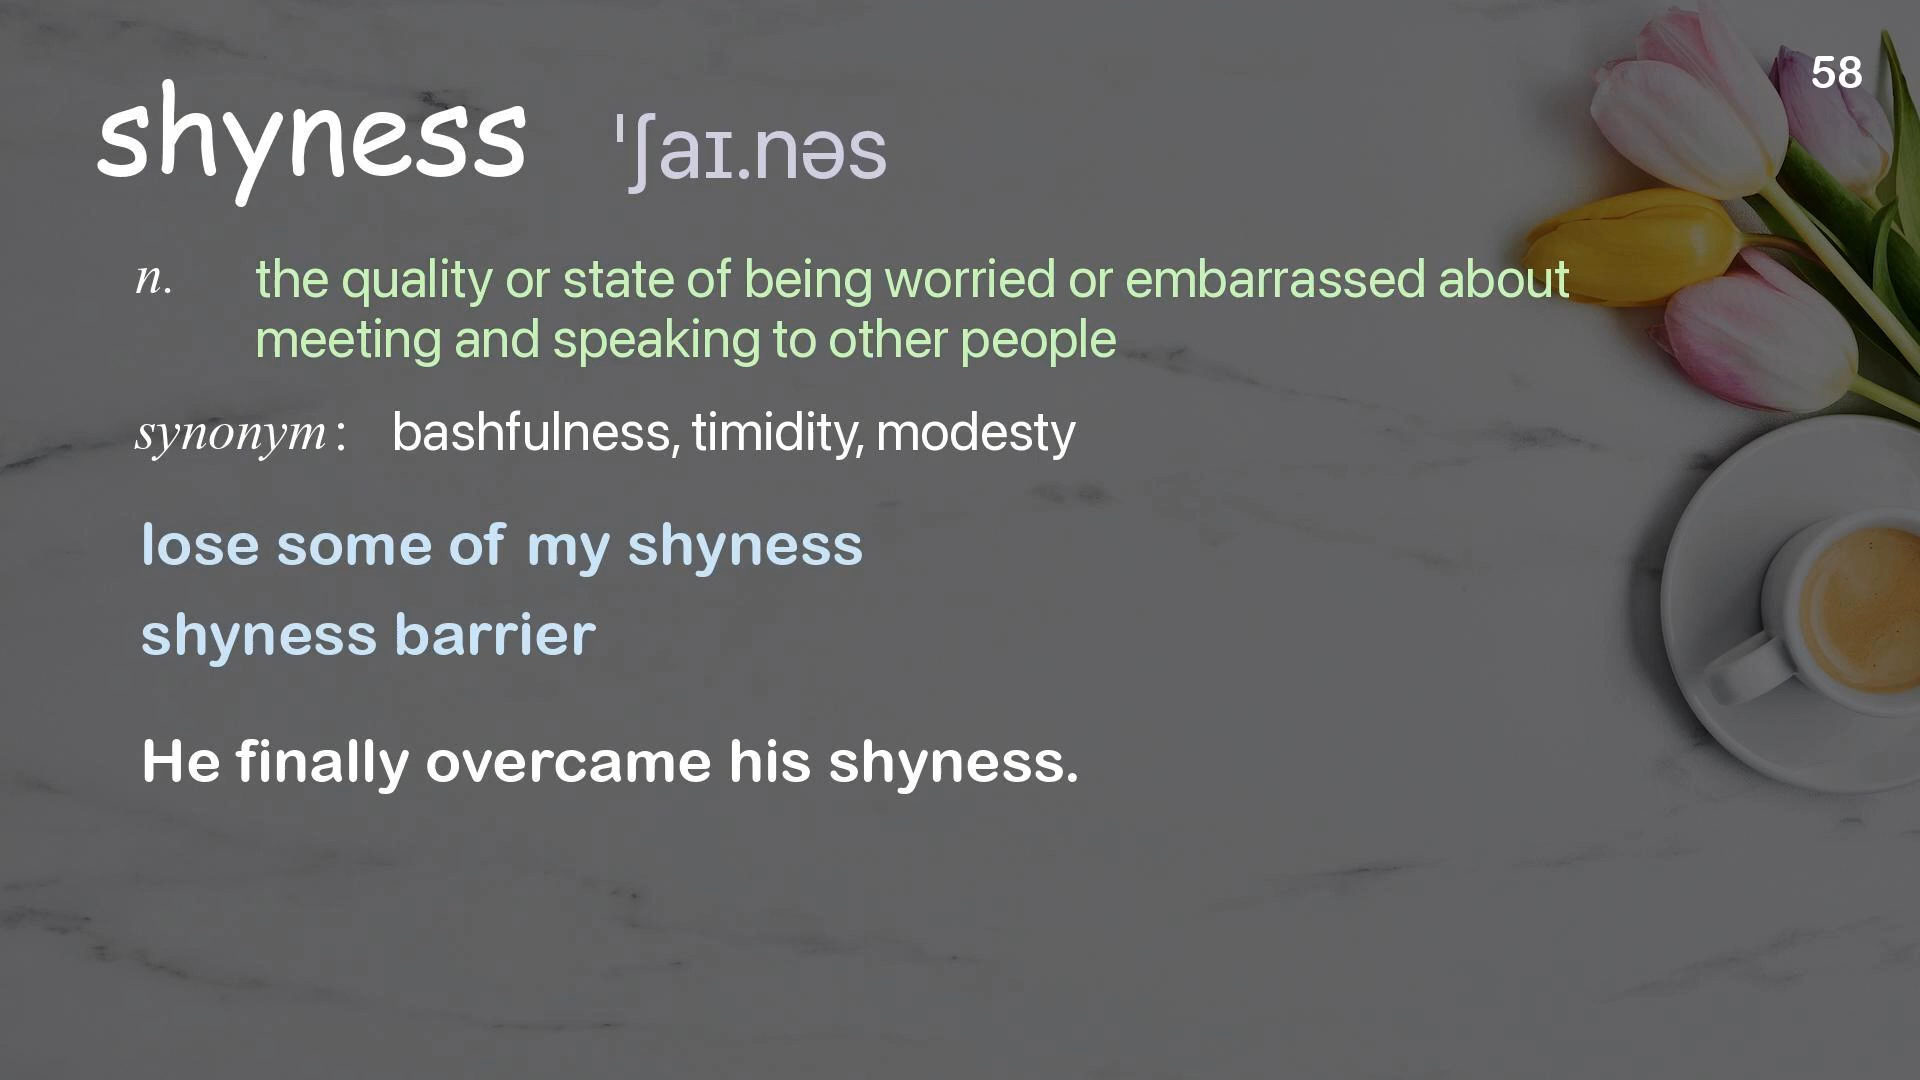 58
shyness ˈʃaɪ.nəs
n. the quality or state of being worried or embarrassed about
meeting and speaking to other people
synonym: bashfulness, timidity, modesty
lose some of my shyness
shyness barrier
He finally overcame his shyness.